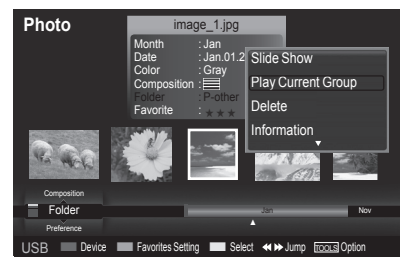 Photo
image_1.jpg
Month : Jan
Date : Jan.01.2
Color : Gray
Composition :
Folder : P-other
Favorite : ★ ★ ★
Slide Show
Play Current Group
Delete
Information
Composition
Folder
Preference
Jan
Nov
USB Device Favorites Setting Select Jump TOOLS Option